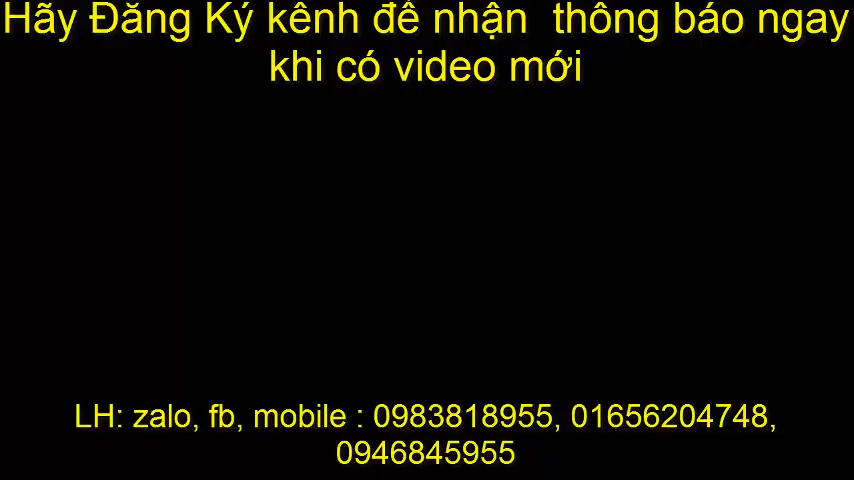 Hãy Đăng Ký kênh để nhận  thông báo ngay
khi có video mới
LH: zalo, fb, mobile : 0983818955, 01656204748,
0946845955